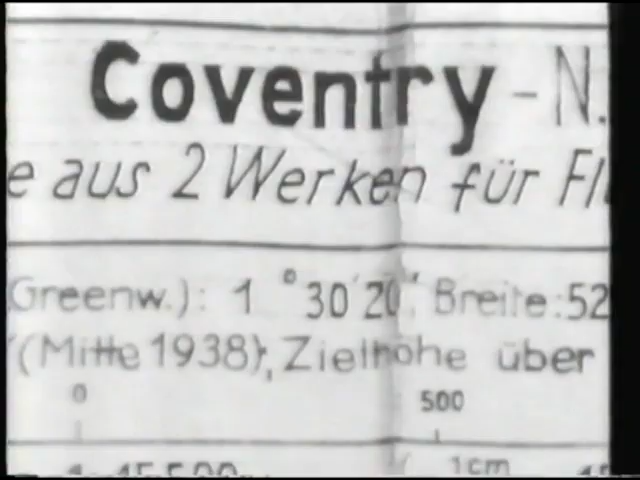 Coventry - N.
e aus 2 Werken für Fl
Greenw.): 1° 30' 20", Breite: 52
(Mitte 1938), Zielhöhe über
0 500
1cm